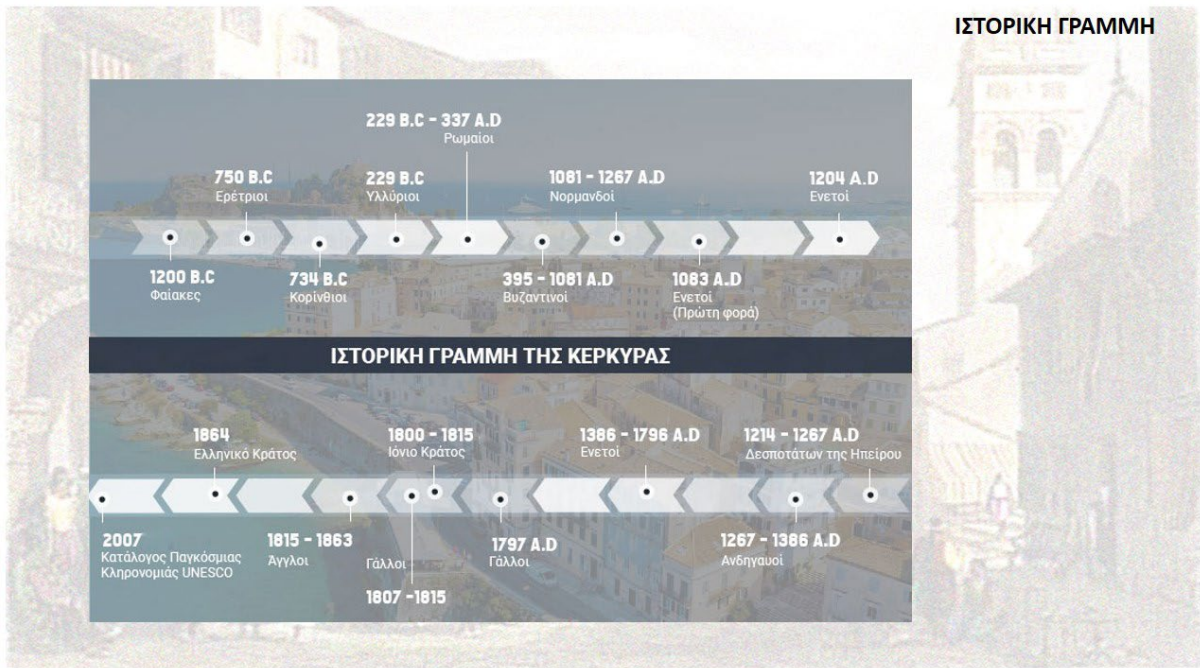 ΙΣΤΟΡΙΚΗ ΓΡΑΜΜΗ
229 B.C - 337 A.D
Ρωμαίοι
750 B.C
Ερέτριοι
229 B.C
Υλλύριοι
1081 - 1267 A.D
Νορμανδοί
1204 A.D
Ενετοί
1200 B.C
Φαίακες
734 B.C
Κορίνθιοι
395 - 1081 A.D
Βυζαντινοί
1083 A.D
Ενετοί
(Πρώτη φορά)
ΙΣΤΟΡΙΚΗ ΓΡΑΜΜΗ ΤΗΣ ΚΕΡΚΥΡΑΣ
1864
Ελληνικό Κράτος
1800 - 1815
Ιόνιο Κράτος
1386 - 1796 A.D
Ενετοί
1214 - 1267 A.D
Δεσποτάτων της Ηπείρου
2007
Κατάλογος Παγκόσμιας
Κληρονομιάς UNESCO
1815 - 1863
Άγγλοι
Γάλλοι
1807 -1815
1797 A.D
Γάλλοι
1267 - 1386 A.D
Ανδηγαυοί